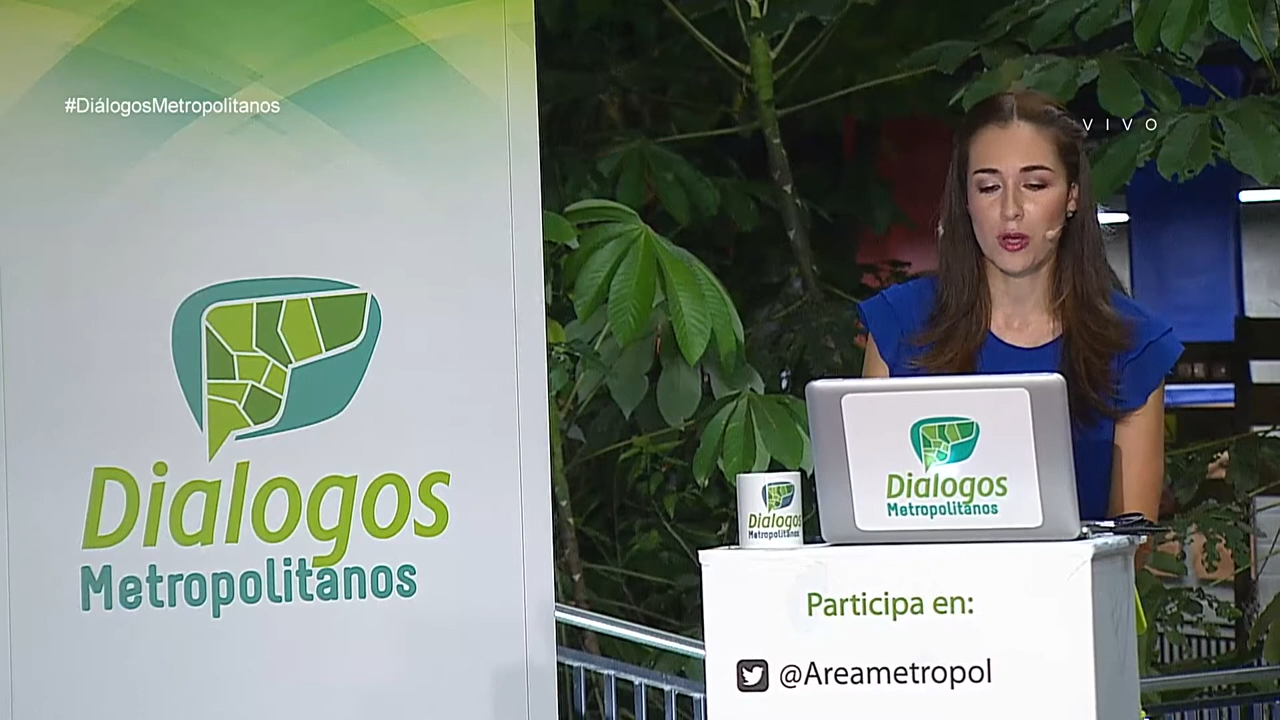 #DiálogosMetropolitanos
VIVO
Dialogos
Metropolitanos
Dialogos
Metropolitanos
Dialogos
Metropolitanos
Participa en:
@Areametropol